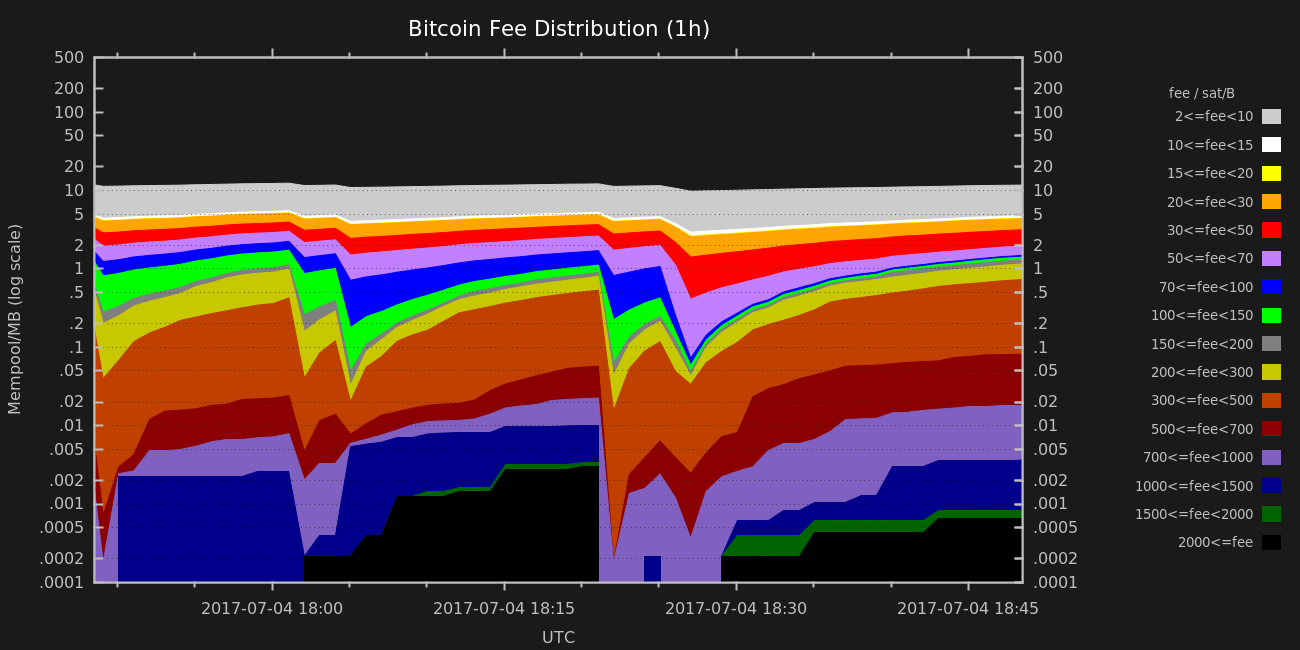 Bitcoin Fee Distribution (1h)
500
200
100
50
20
10
5
2
1
.5
.2
.1
.05
.02
.01
.005
.002
.001
.0005
.0002
.0001
Mempool/MB (log scale)
500
200
100
50
20
10
5
2
1
.5
.2
.1
.05
.02
.01
.005
.002
.001
.0005
.0002
.0001
2017-07-04 18:00
2017-07-04 18:15
2017-07-04 18:30
2017-07-04 18:45
UTC
fee / sat/B
2<=fee<10
10<=fee<15
15<=fee<20
20<=fee<30
30<=fee<50
50<=fee<70
70<=fee<100
100<=fee<150
150<=fee<200
200<=fee<300
300<=fee<500
500<=fee<700
700<=fee<1000
1000<=fee<1500
1500<=fee<2000
2000<=fee